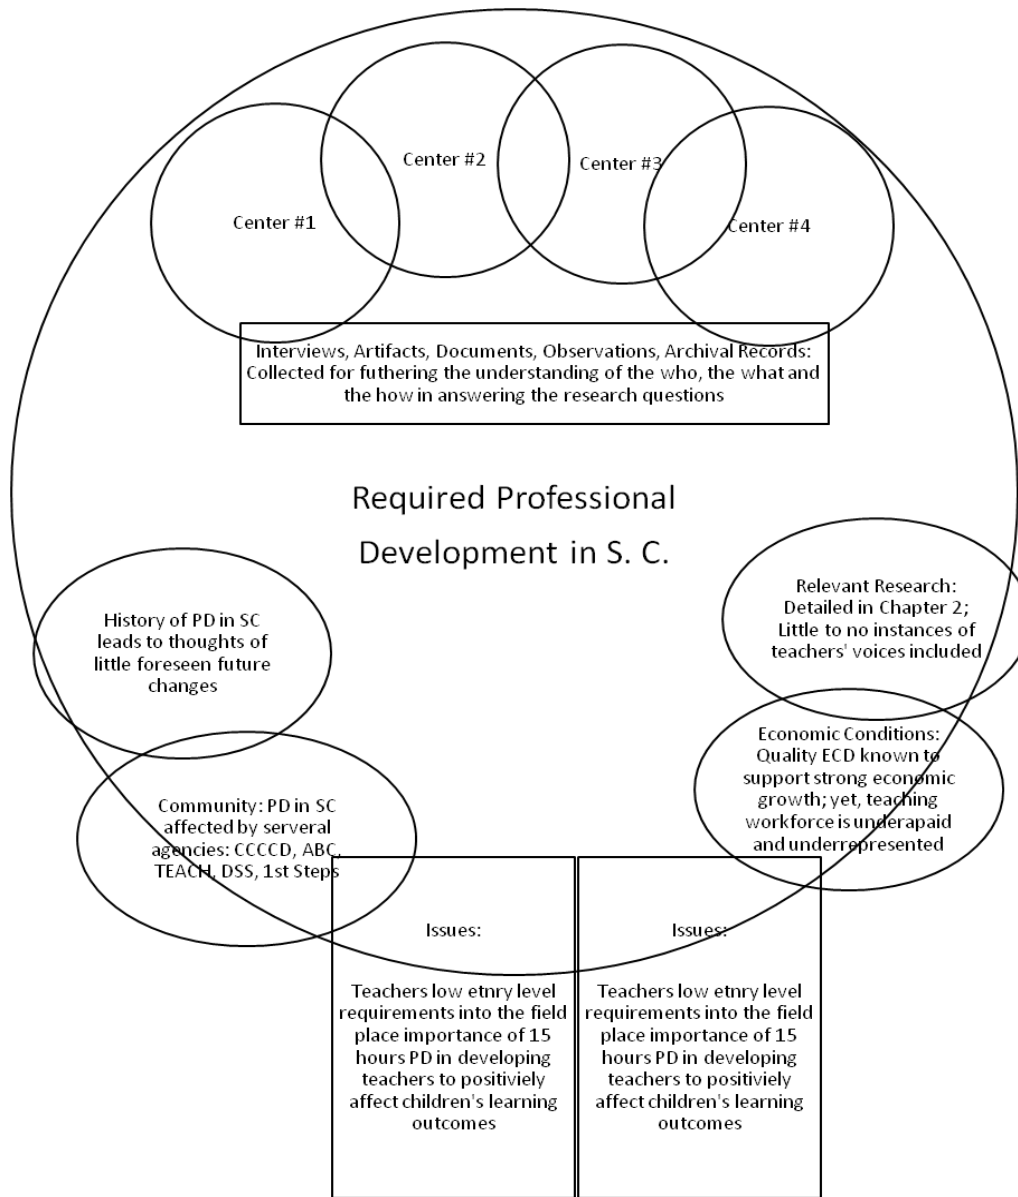 Center #1
Center #2
Center #3
Center #4
Interviews, Artifacts, Documents, Observations, Archival Records:
Collected for futhering the understanding of the who, the what and
the how in answering the research questions
Required Professional
Development in S. C.
History of PD in SC
leads to thoughts of
little foreseen future
changes
Relevant Research:
Detailed in Chapter 2;
Little to no instances of
teachers' voices included
Community: PD in SC
affected by serveral
agencies: CCCCD, ABC,
TEACH, DSS, 1st Steps
Economic Conditions:
Quality ECD known to
support strong economic
growth; yet, teaching
workforce is underapaid
and underrepresented
Issues:
Teachers low etnry level
requirements into the field
place importance of 15
hours PD in developing
teachers to positiviely
affect children's learning
outcomes
Issues:
Teachers low etnry level
requirements into the field
place importance of 15
hours PD in developing
teachers to positiviely
affect children's learning
outcomes